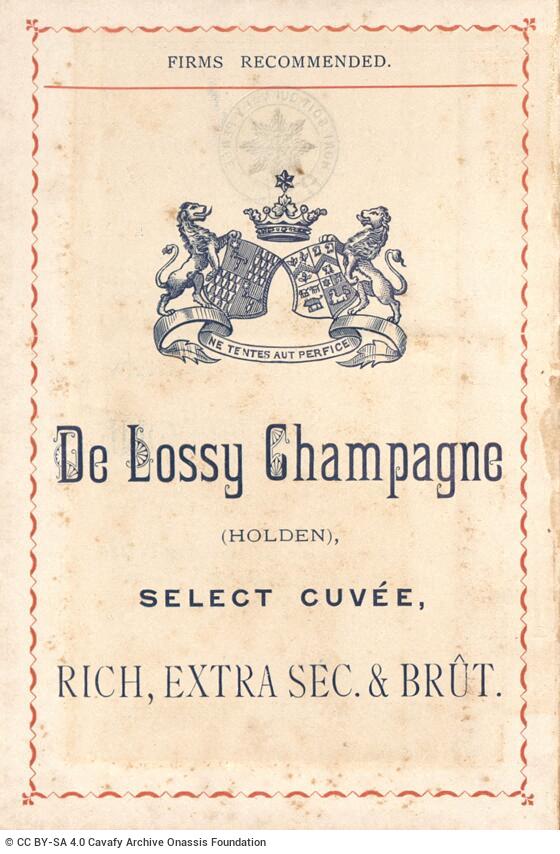 FIRMS RECOMMENDED.
NE TENTES AUT PERFICE
De Lossy Champagne
(HOLDEN),
SELECT CUVÉE,
RICH, EXTRA SEC. & BRÛT.
© CC BY-SA 4.0 Cavafy Archive Onassis Foundation